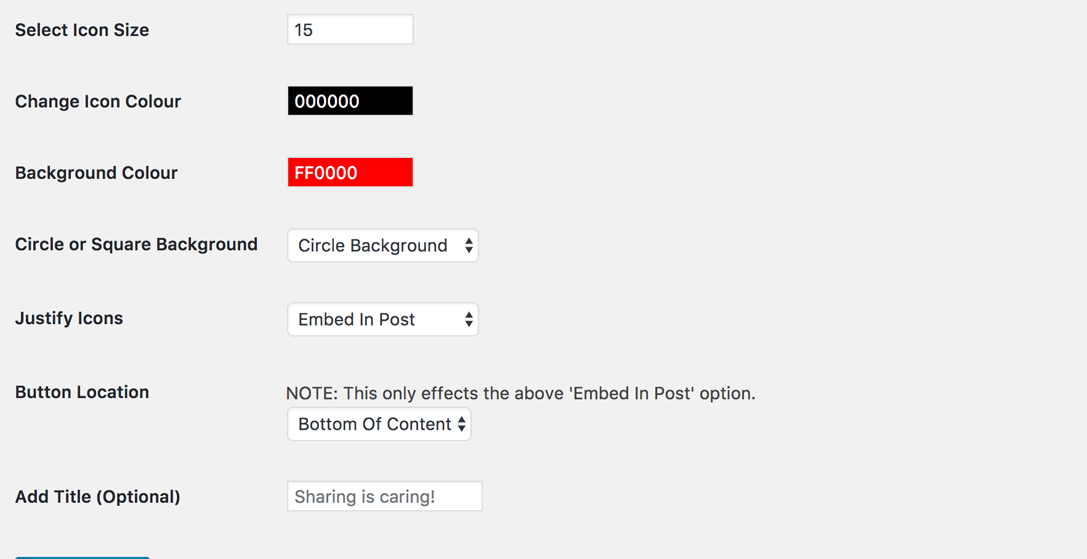 Select Icon Size
15
Change Icon Colour
000000
Background Colour
FF0000
Circle or Square Background
Circle Background
Justify Icons
Embed In Post
Button Location
NOTE: This only effects the above 'Embed In Post' option.
Bottom Of Content
Add Title (Optional)
Sharing is caring!